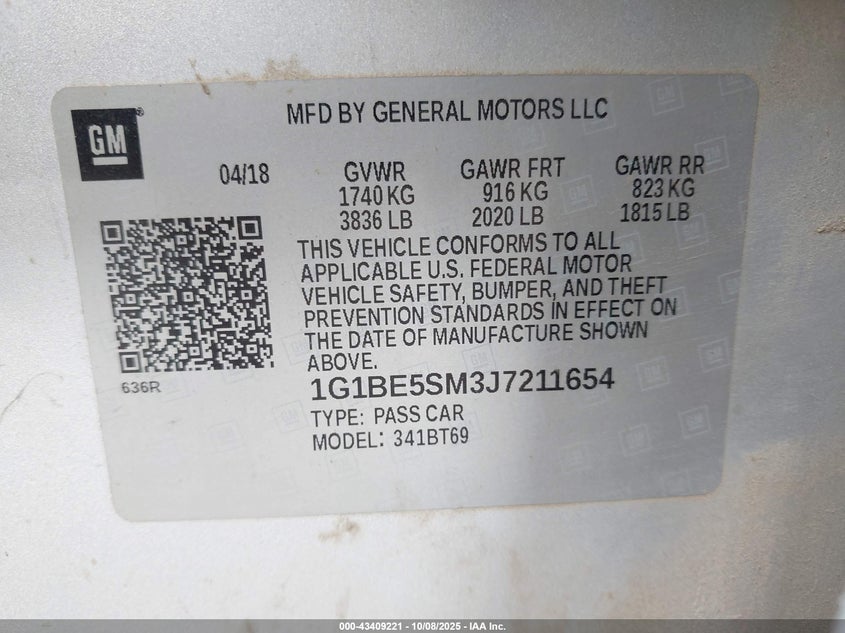 GM
MFD BY GENERAL MOTORS LLC
04/18 GVWR GAWR FRT GAWR RR
1740 KG 916 KG 823 KG
3836 LB 2020 LB 1815 LB
THIS VEHICLE CONFORMS TO ALL
APPLICABLE U.S. FEDERAL MOTOR
VEHICLE SAFETY, BUMPER, AND THEFT
PREVENTION STANDARDS IN EFFECT ON
THE DATE OF MANUFACTURE SHOWN
ABOVE.
636R
1G1BE5SM3J7211654
TYPE: PASS CAR
MODEL: 341BT69
000-43409221 - 10/08/2025 - IAA Inc.